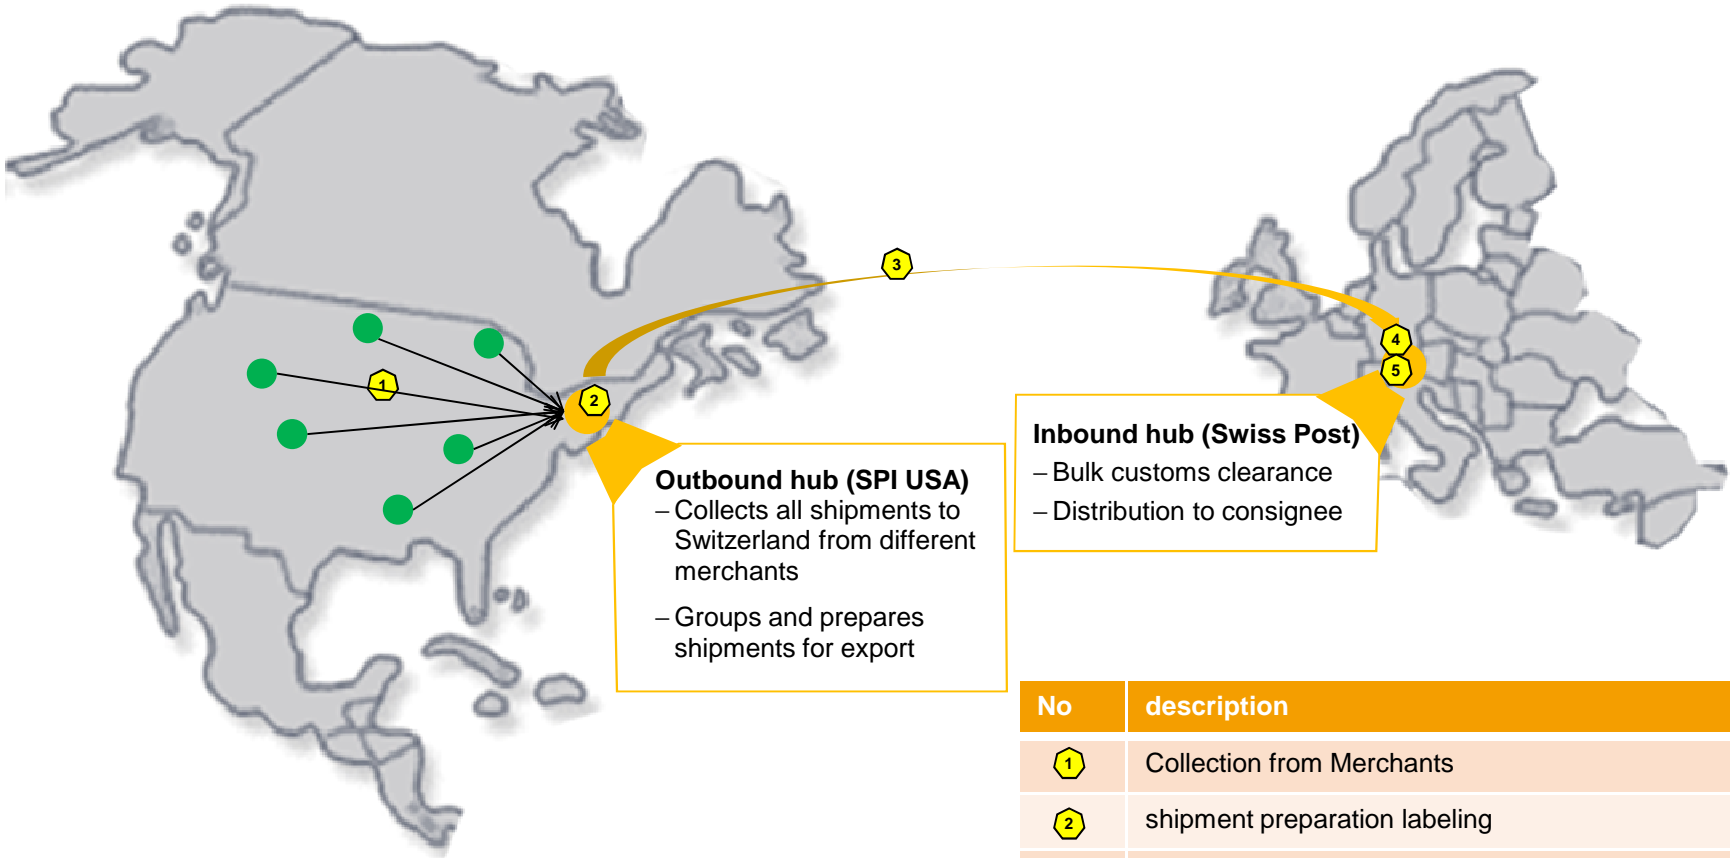 3
4
5
1
2
Inbound hub (Swiss Post)
– Bulk customs clearance
– Distribution to consignee
Outbound hub (SPI USA)
– Collects all shipments to
Switzerland from different
merchants
– Groups and prepares
shipments for export
No description
1 Collection from Merchants
2 shipment preparation labeling